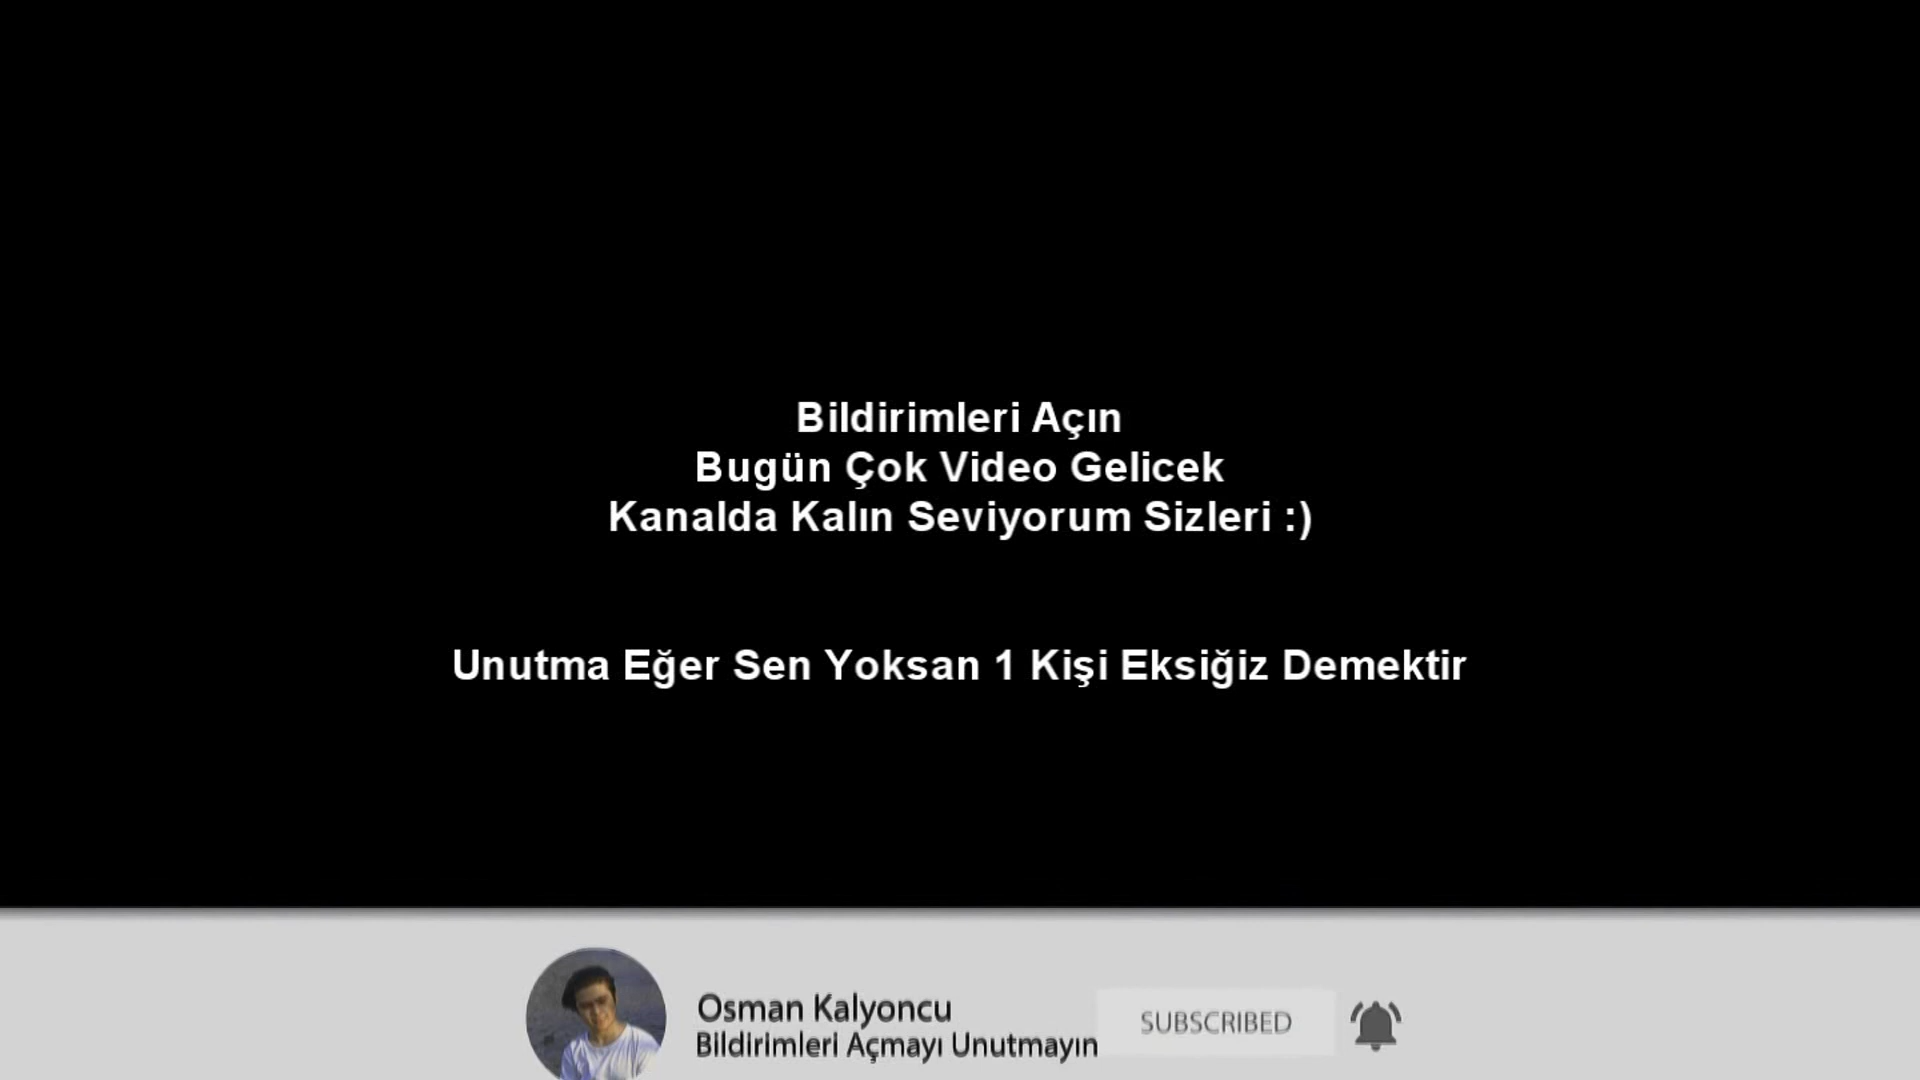 Bildirimleri Açın
Bugün Çok Video Gelicek
Kanalda Kalın Seviyorum Sizleri :)
Unutma Eğer Sen Yoksan 1 Kişi Eksiğiz Demektir
Osman Kalyoncu
Bildirimleri Açmayı Unutmayın
SUBSCRIBED